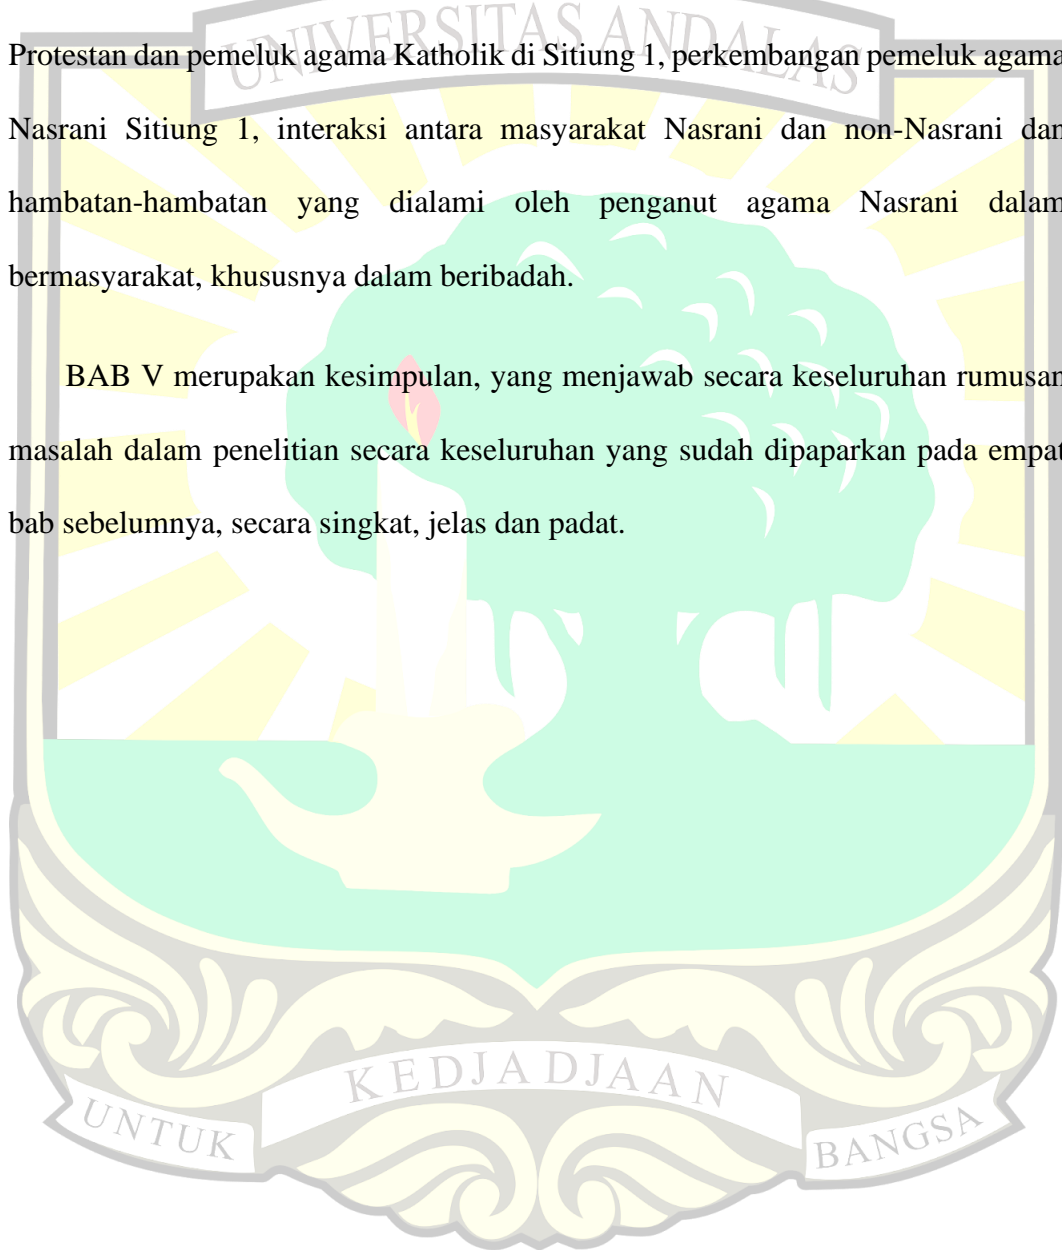 UNIVERSITAS ANDALAS
Protestan dan pemeluk agama Katholik di Sitiung 1, perkembangan pemeluk agama
Nasrani Sitiung 1, interaksi antara masyarakat Nasrani dan non-Nasrani dan
hambatan-hambatan yang dialami oleh penganut agama Nasrani dalam
bermasyarakat, khususnya dalam beribadah.
BAB V merupakan kesimpulan, yang menjawab secara keseluruhan rumusan
masalah dalam penelitian secara keseluruhan yang sudah dipaparkan pada empat
bab sebelumnya, secara singkat, jelas dan padat.
UNTUK KEDJADJAAN BANGSA